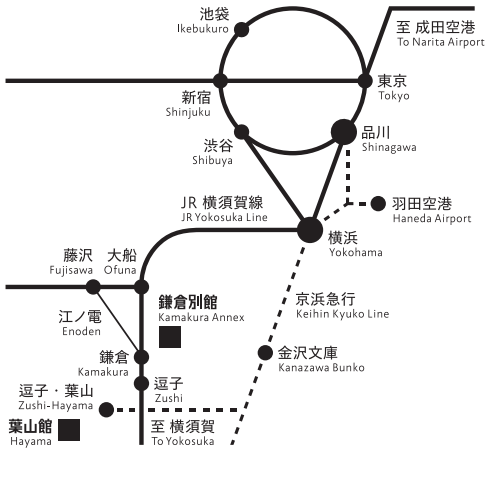 池袋
Ikebukuro
至 成田空港
To Narita Airport
新宿
Shinjuku
東京
Tokyo
渋谷
Shibuya
品川
Shinagawa
JR 横須賀線
JR Yokosuka Line
羽田空港
Haneda Airport
横浜
Yokohama
藤沢
Fujisawa
大船
Ofuna
鎌倉別館
Kamakura Annex
京浜急行
Keihin Kyuko Line
江ノ電
Enoden
鎌倉
Kamakura
金沢文庫
Kanazawa Bunko
逗子・葉山
Zushi-Hayama
逗子
Zushi
葉山館
Hayama
至 横須賀
To Yokosuka